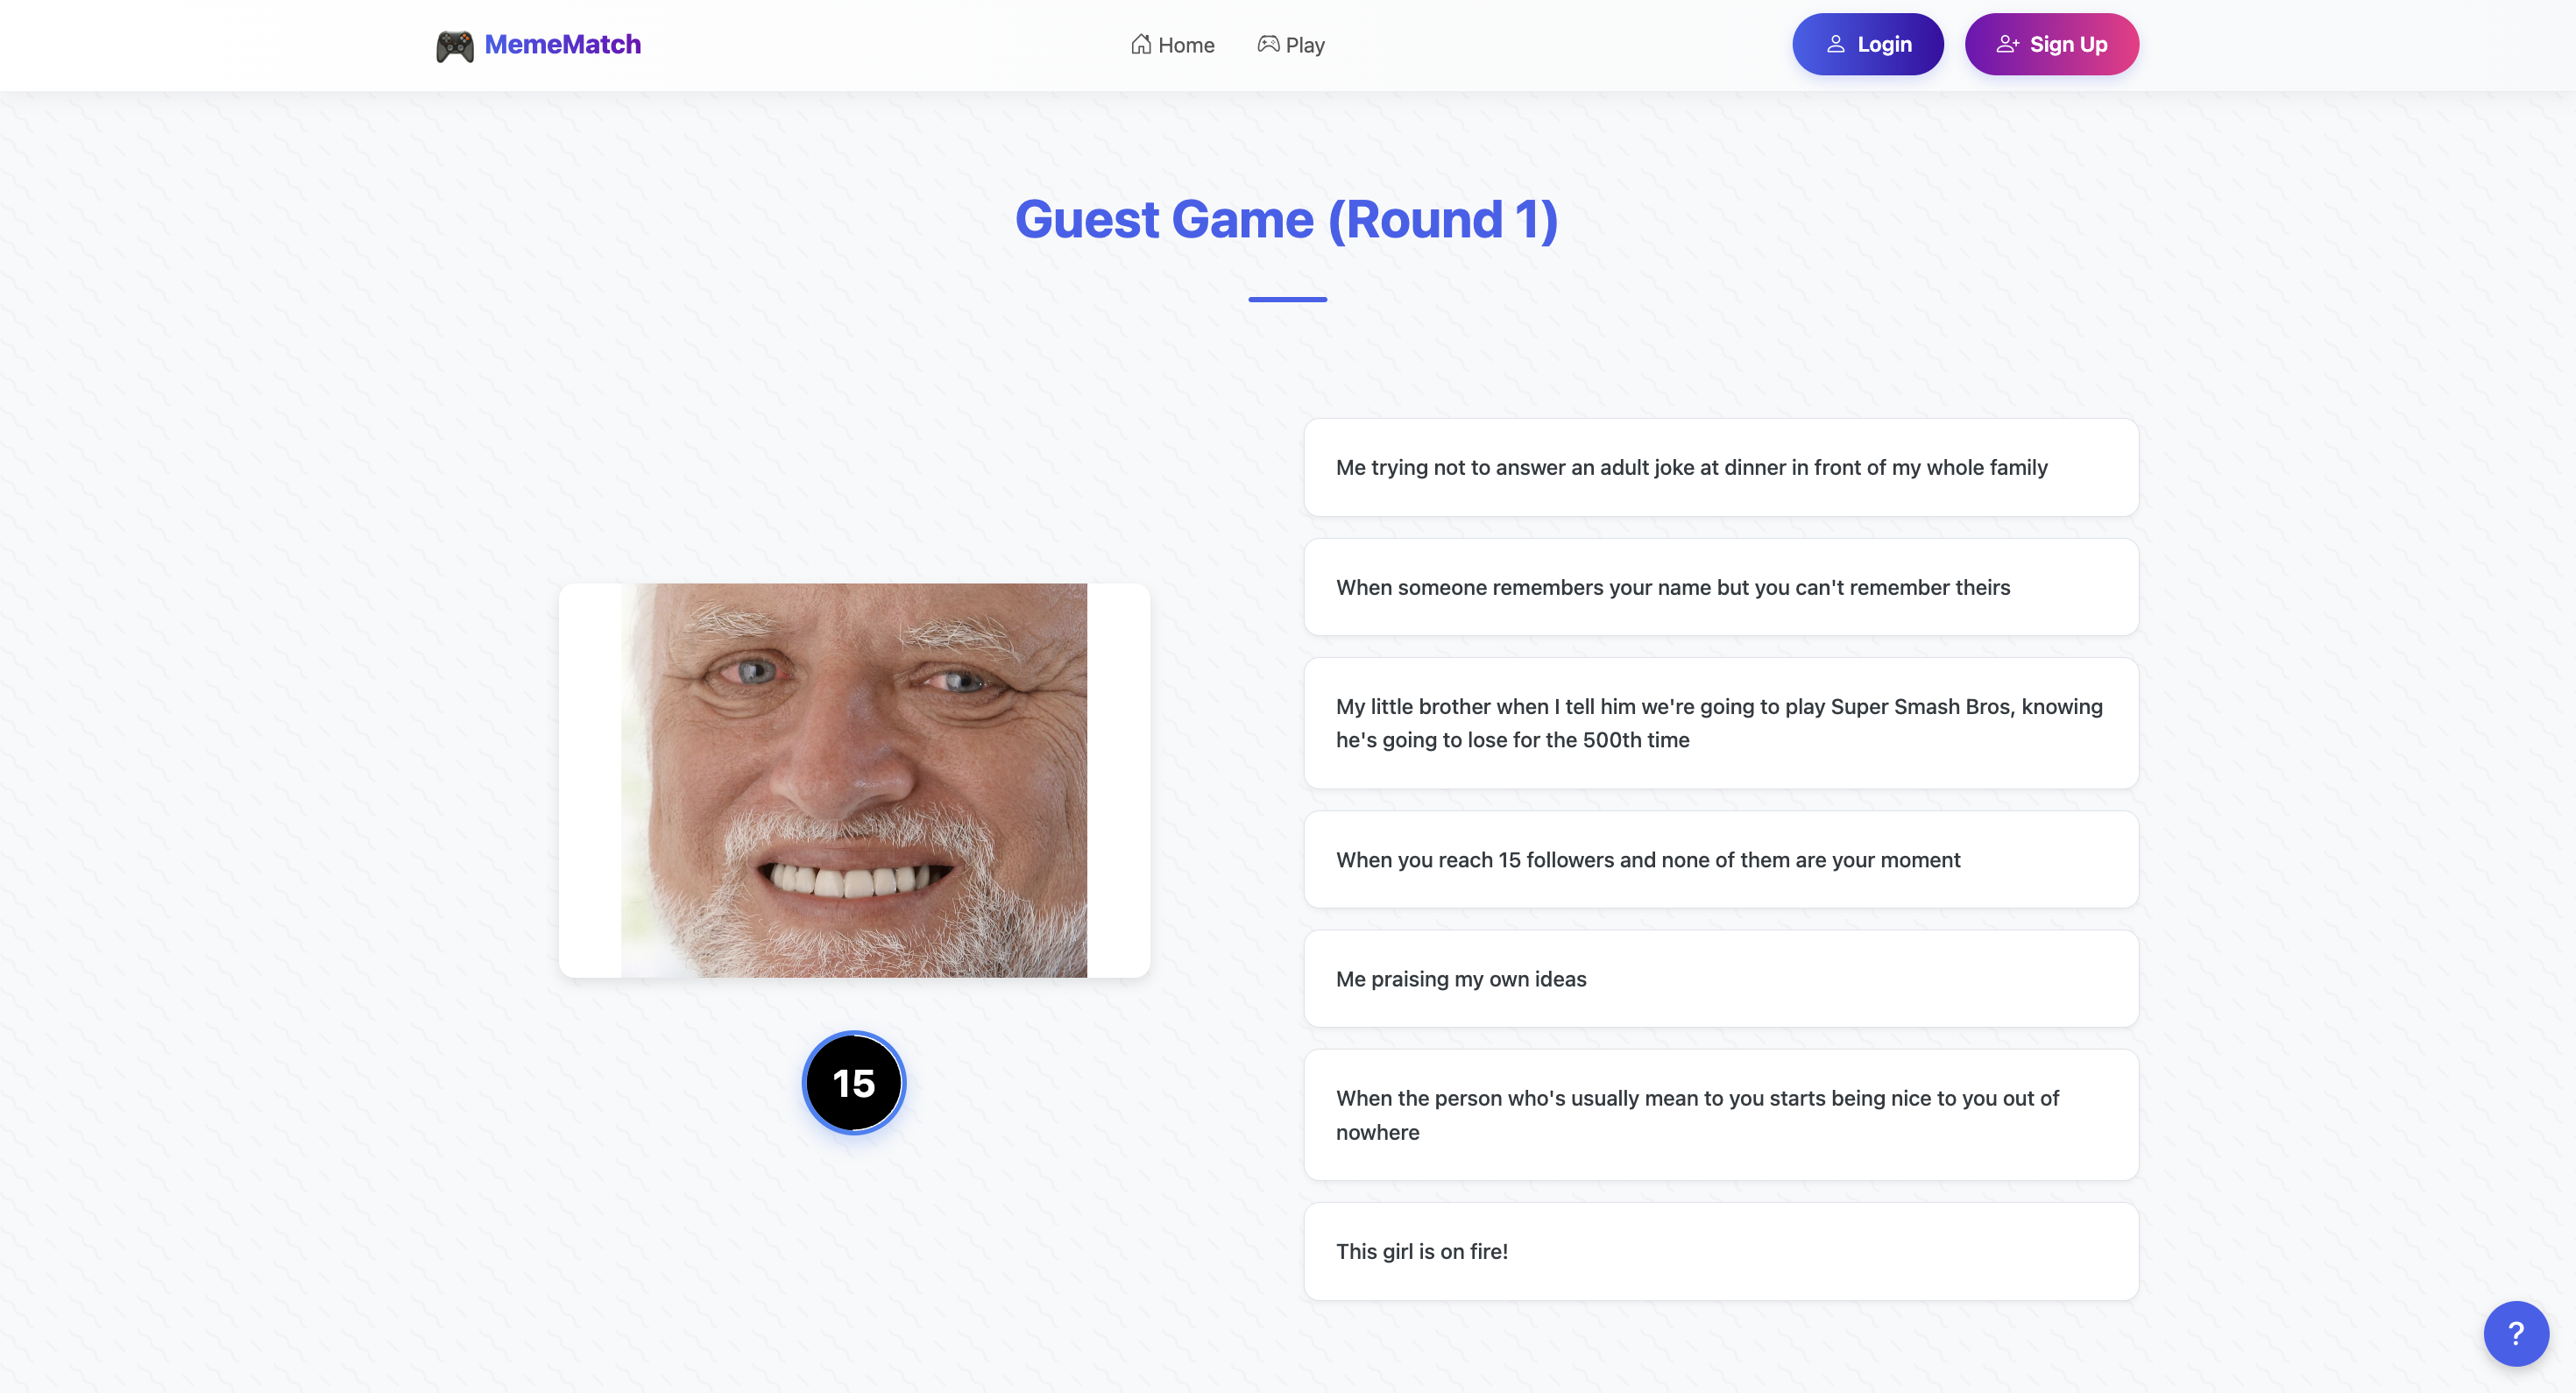 MemeMatch
Home
Play
Login
Sign Up
Guest Game (Round 1)
15
Me trying not to answer an adult joke at dinner in front of my whole family
When someone remembers your name but you can't remember theirs
My little brother when I tell him we're going to play Super Smash Bros, knowing
he's going to lose for the 500th time
When you reach 15 followers and none of them are your moment
Me praising my own ideas
When the person who's usually mean to you starts being nice to you out of
nowhere
This girl is on fire!
?